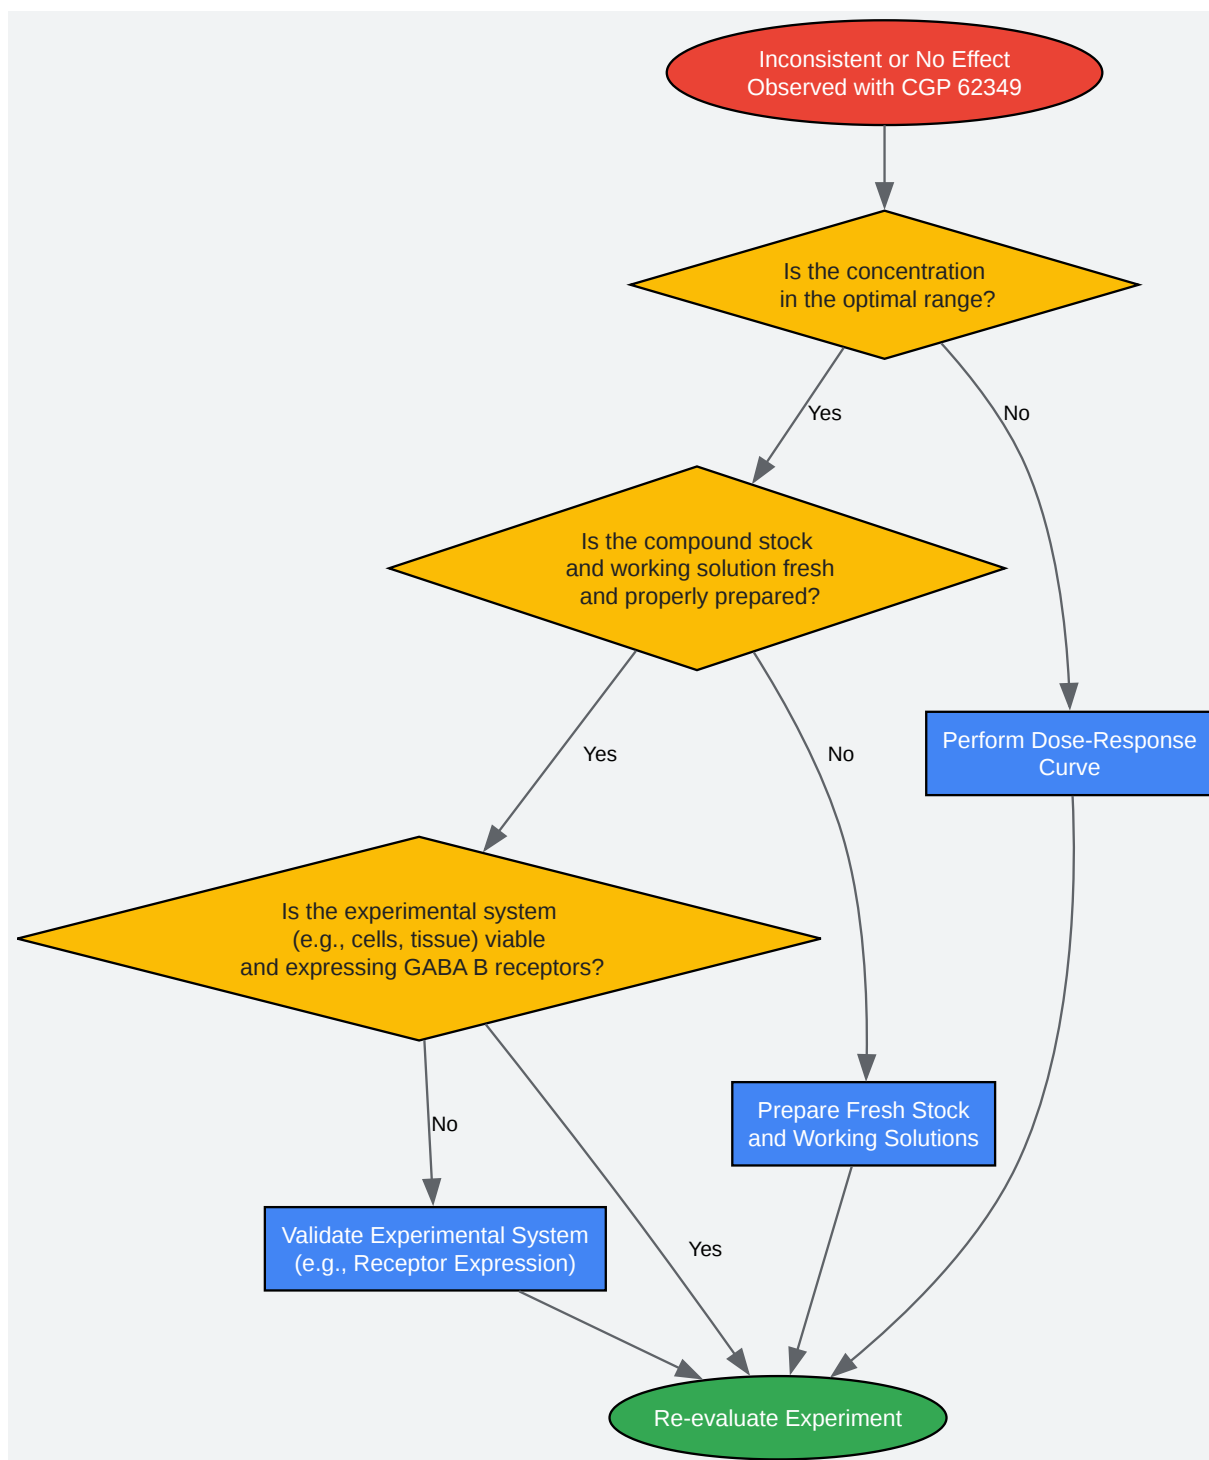 Inconsistent or No Effect
Observed with CGP 62349
Is the concentration
in the optimal range?
Yes
No
Is the compound stock
and working solution fresh
and properly prepared?
Yes
No
Perform Dose-Response
Curve
Is the experimental system
(e.g., cells, tissue) viable
and expressing GABA B receptors?
No
Prepare Fresh Stock
and Working Solutions
Validate Experimental System
(e.g., Receptor Expression)
Yes
Re-evaluate Experiment